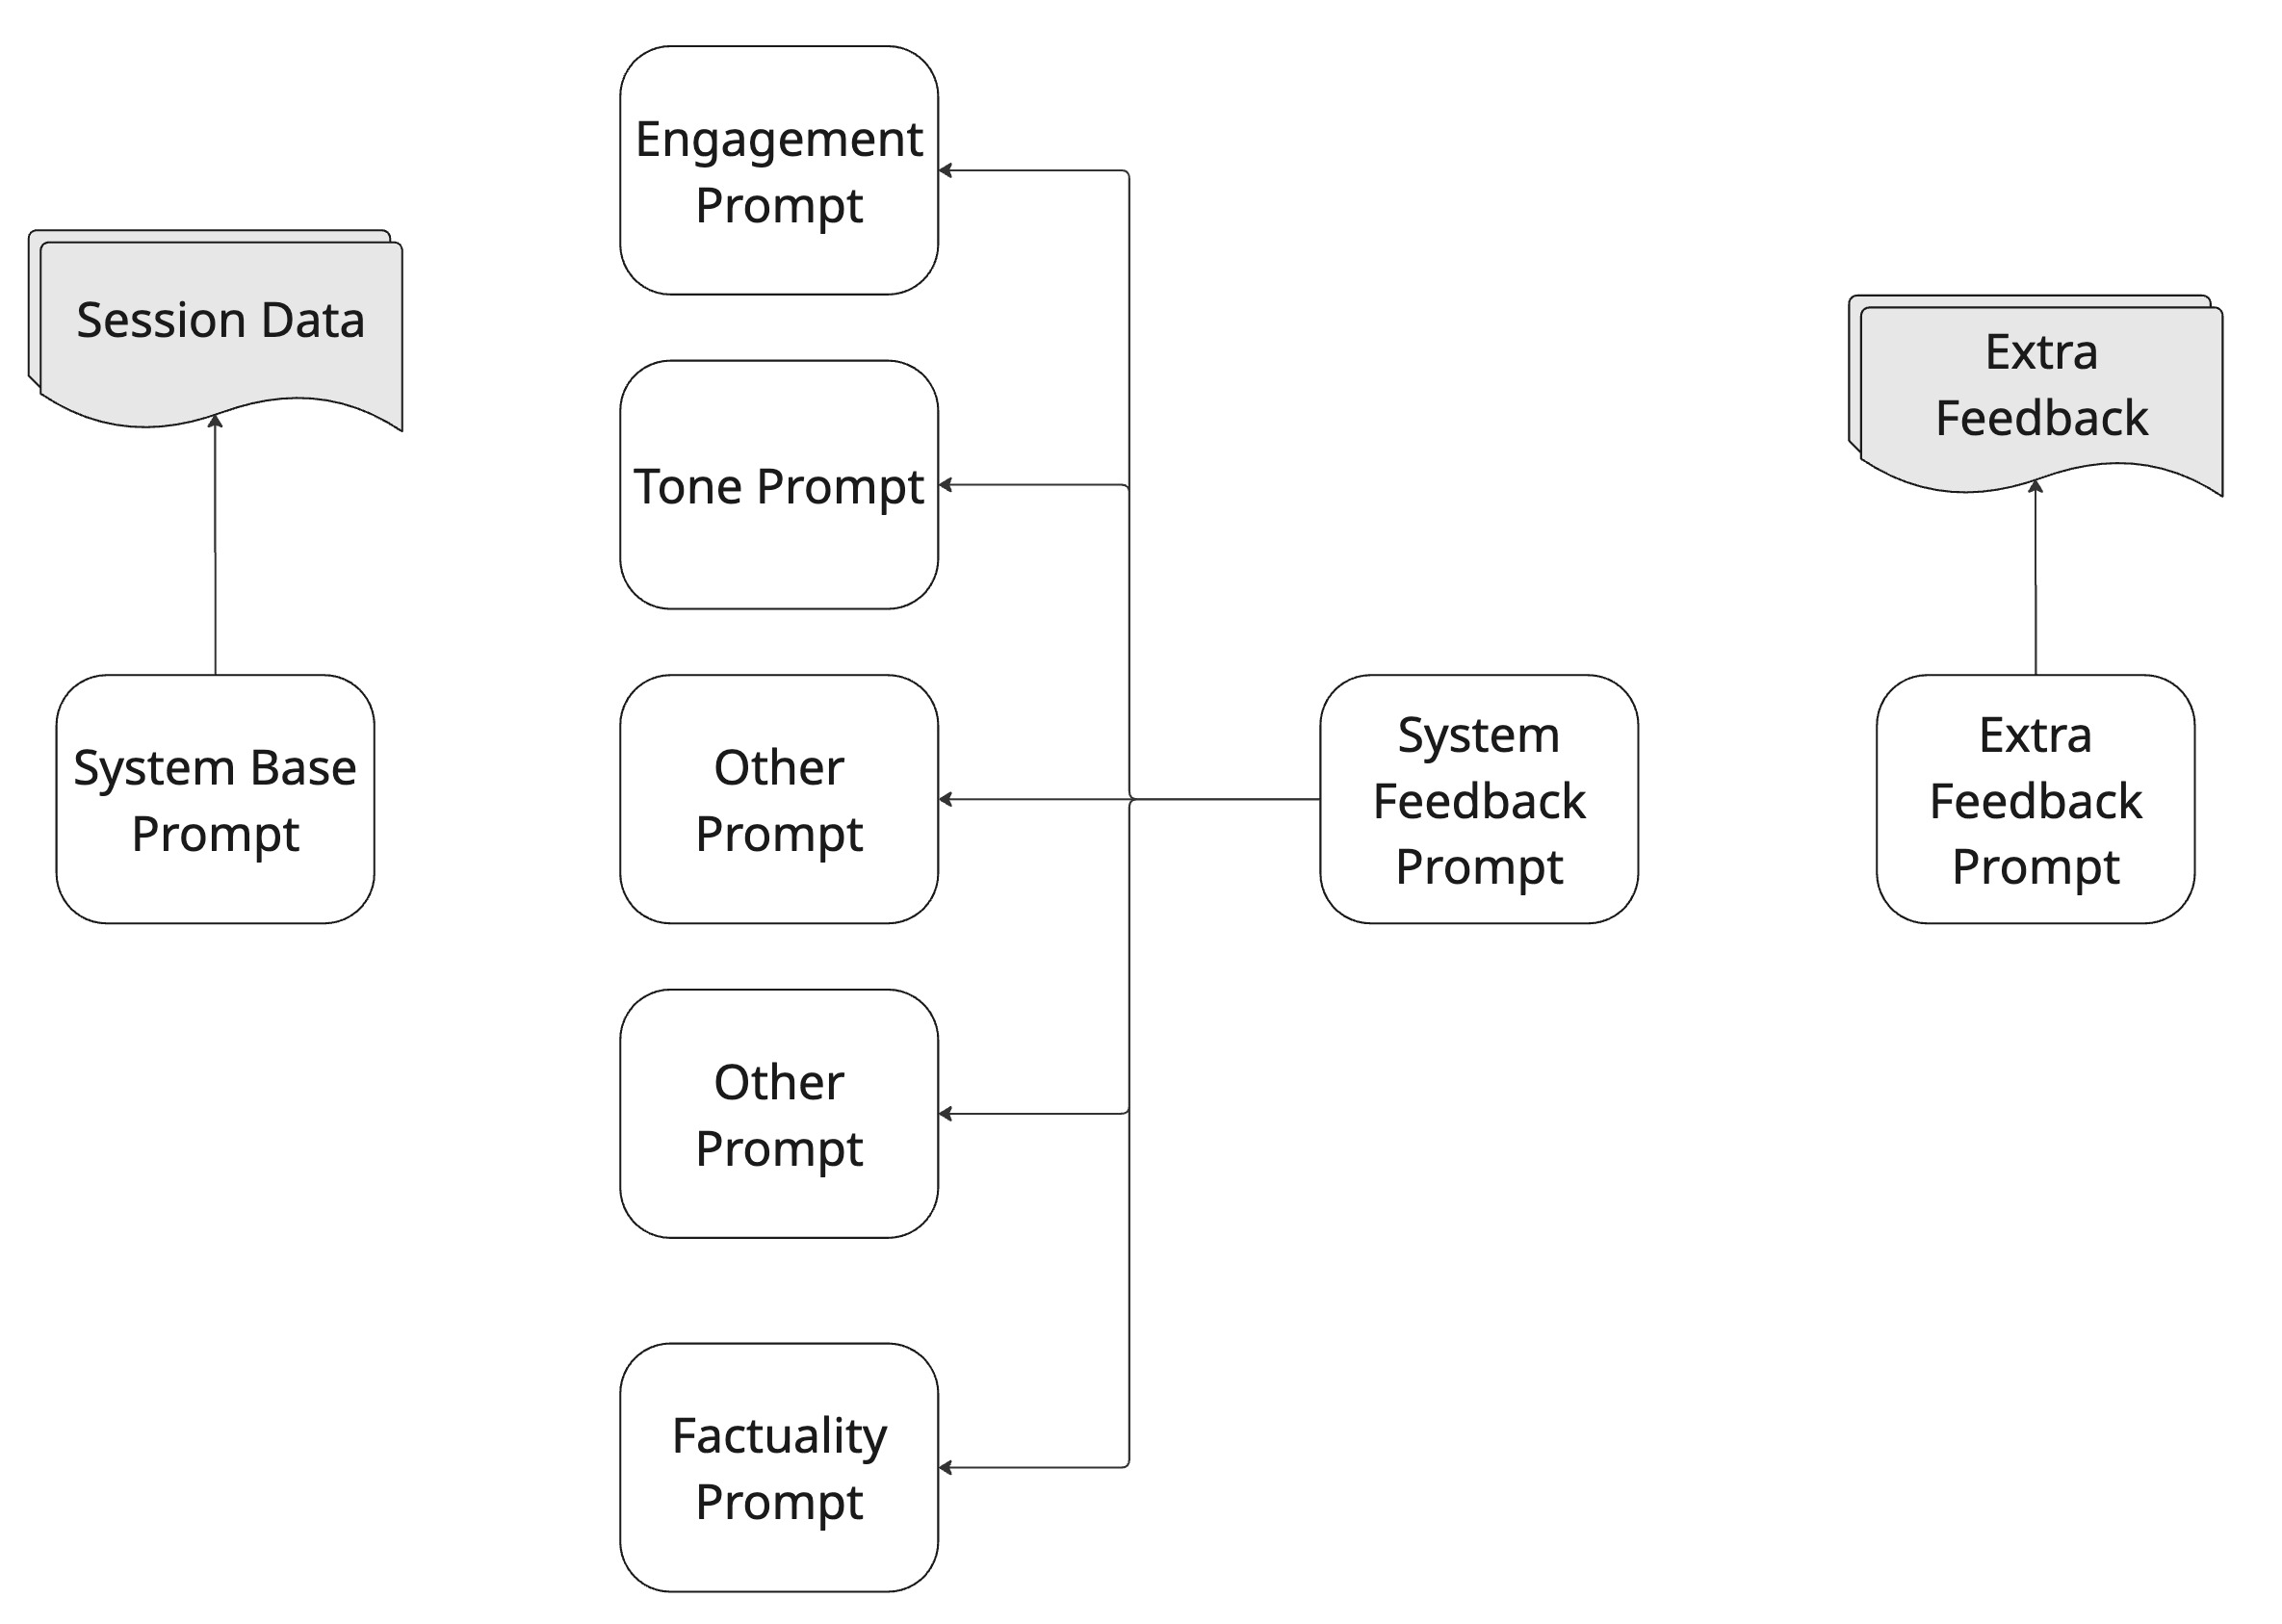 Engagement
Prompt
Session Data
Extra
Feedback
Tone Prompt
System Base
Prompt
Other
Prompt
System
Feedback
Prompt
Extra
Feedback
Prompt
Other
Prompt
Factuality
Prompt